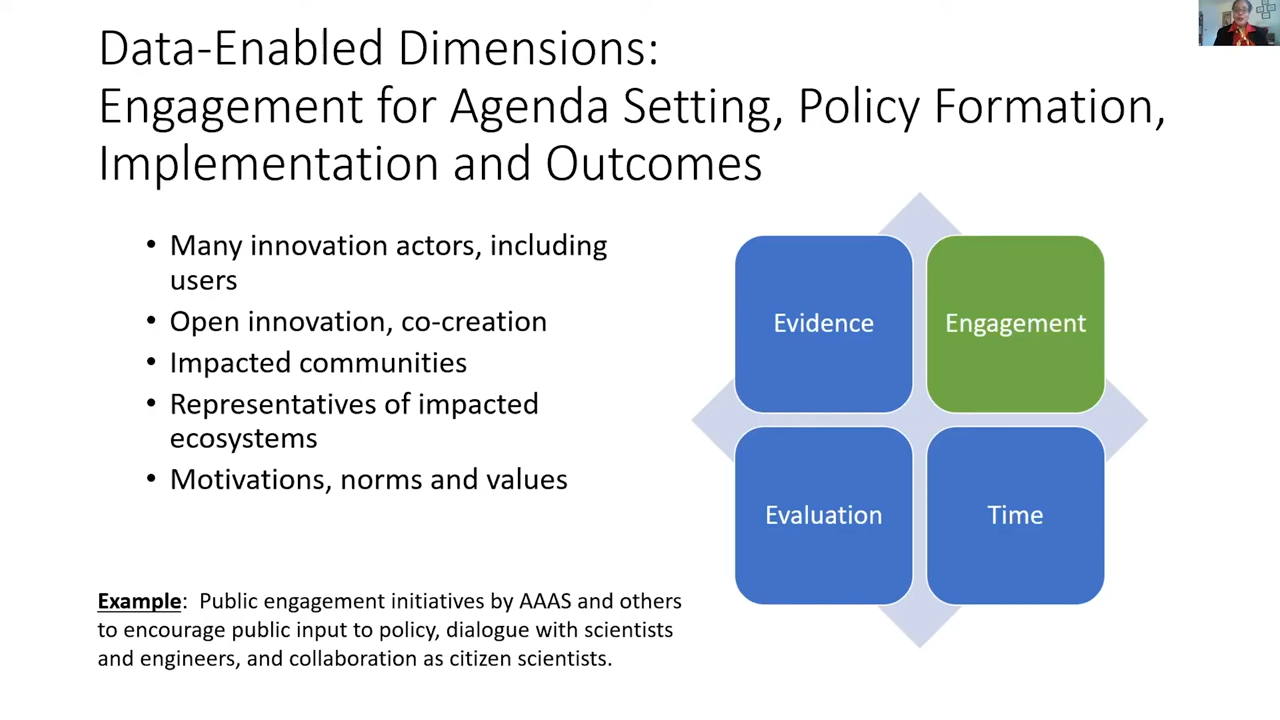 Data-Enabled Dimensions:
Engagement for Agenda Setting, Policy Formation,
Implementation and Outcomes
• Many innovation actors, including
users
• Open innovation, co-creation
• Impacted communities
• Representatives of impacted
ecosystems
• Motivations, norms and values
Example: Public engagement initiatives by AAAS and others
to encourage public input to policy, dialogue with scientists
and engineers, and collaboration as citizen scientists.
Evidence
Engagement
Evaluation
Time